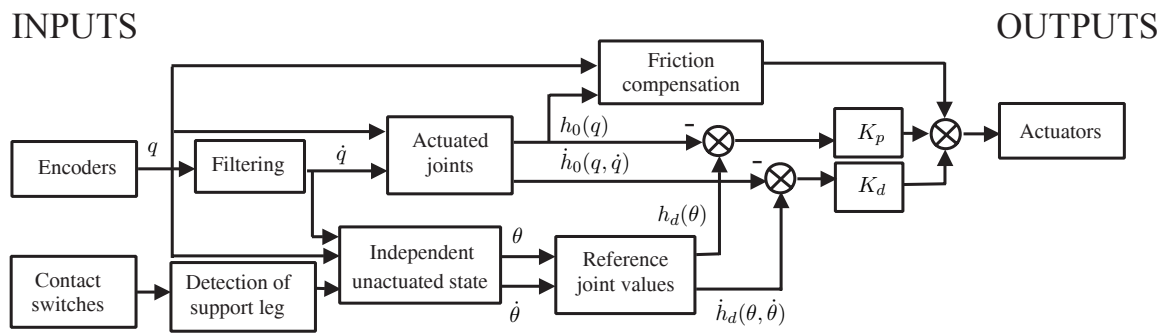 INPUTS
OUTPUTS
Friction
compensation
Encoders
q
Filtering
q̇
Actuated
joints
h₀(q)
ḣ₀(q, q̇)
-
-
K_p
K_d
Actuators
h_d(θ)
Contact
switches
Detection of
support leg
Independent
unactuated state
θ
θ̇
Reference
joint values
ḣ_d(θ, θ̇)